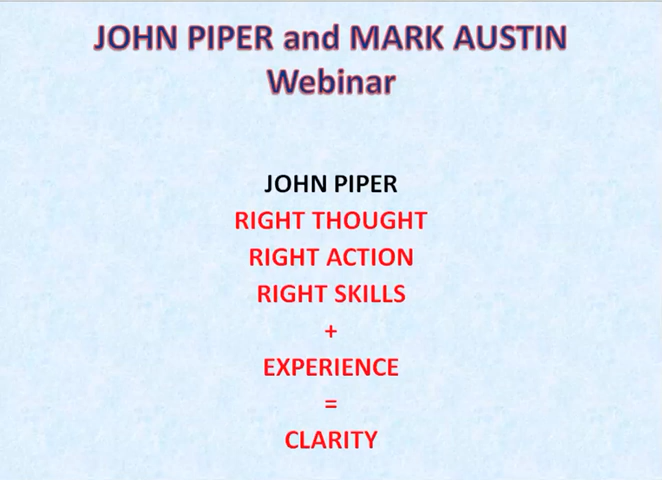 JOHN PIPER and MARK AUSTIN
Webinar
JOHN PIPER
RIGHT THOUGHT
RIGHT ACTION
RIGHT SKILLS
+
EXPERIENCE
=
CLARITY